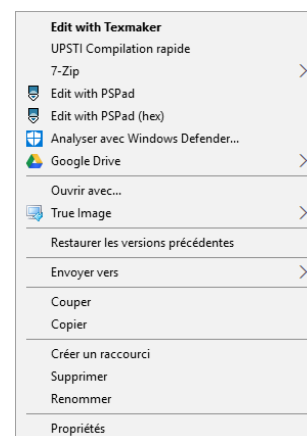 Edit with Texmaker
UPSTI Compilation rapide
7-Zip
Edit with PSPad
Edit with PSPad (hex)
Analyser avec Windows Defender...
Google Drive
Ouvrir avec...
True Image
Restaurer les versions précédentes
Envoyer vers
Couper
Copier
Créer un raccourci
Supprimer
Renommer
Propriétés